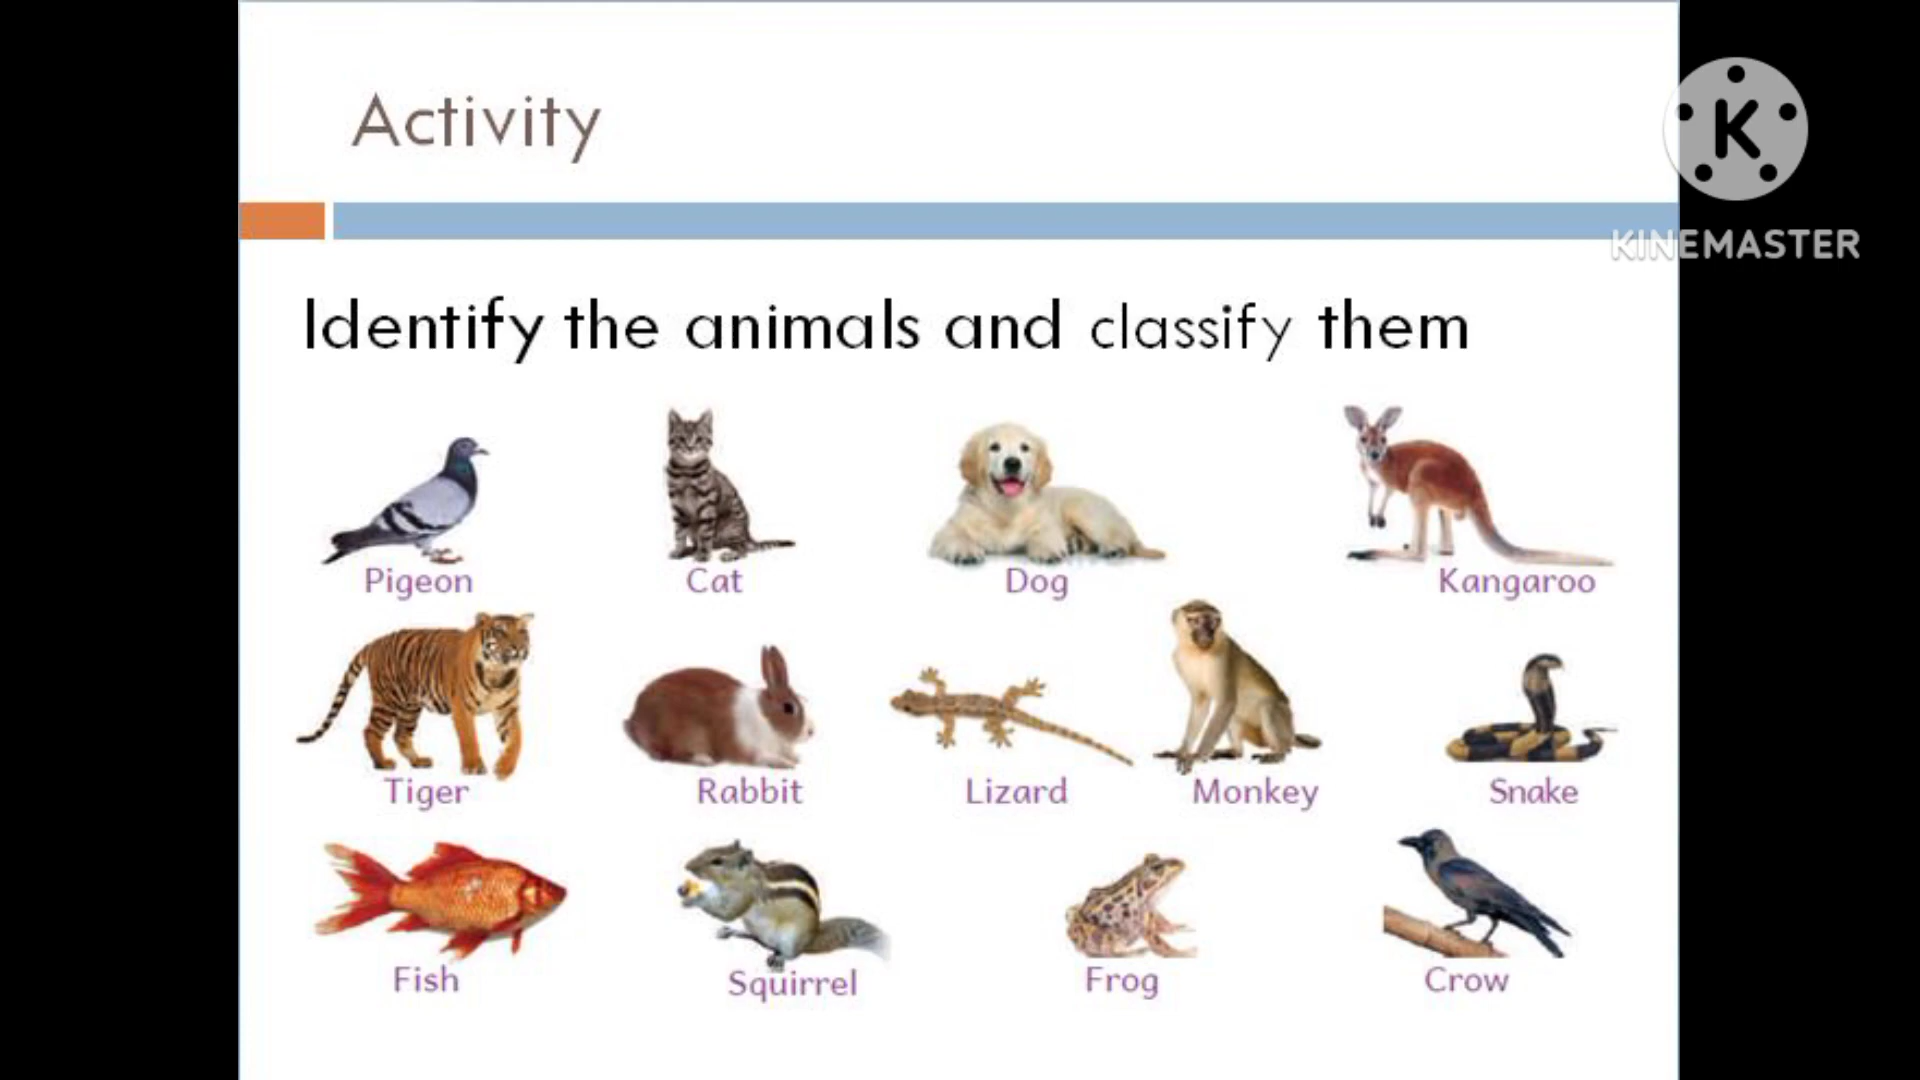 Activity
K
KINEMASTER
Identify the animals and classify them
Pigeon Cat Dog Kangaroo
Tiger Rabbit Lizard Monkey Snake
Fish Squirrel Frog Crow